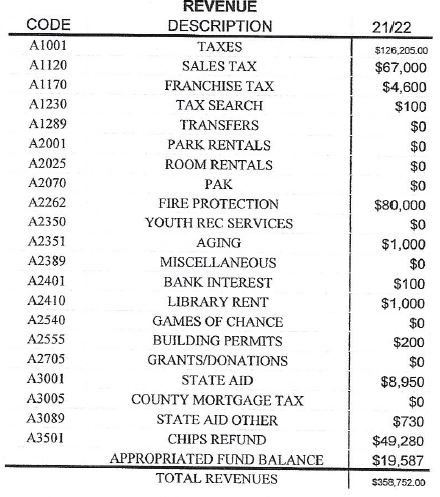 REVENUE
CODE DESCRIPTION 21/22
A1001 TAXES $126,205.00
A1120 SALES TAX $67,000
A1170 FRANCHISE TAX $4,600
A1230 TAX SEARCH $100
A1289 TRANSFERS $0
A2001 PARK RENTALS $0
A2025 ROOM RENTALS $0
A2070 PAK $0
A2262 FIRE PROTECTION $80,000
A2350 YOUTH REC SERVICES $0
A2351 AGING $1,000
A2389 MISCELLANEOUS $0
A2401 BANK INTEREST $100
A2410 LIBRARY RENT $1,000
A2540 GAMES OF CHANCE $0
A2555 BUILDING PERMITS $200
A2705 GRANTS/DONATIONS $0
A3001 STATE AID $8,950
A3005 COUNTY MORTGAGE TAX $0
A3089 STATE AID OTHER $730
A3501 CHIPS REFUND $49,280
APPROPRIATED FUND BALANCE $19,587
TOTAL REVENUES $358,752.00